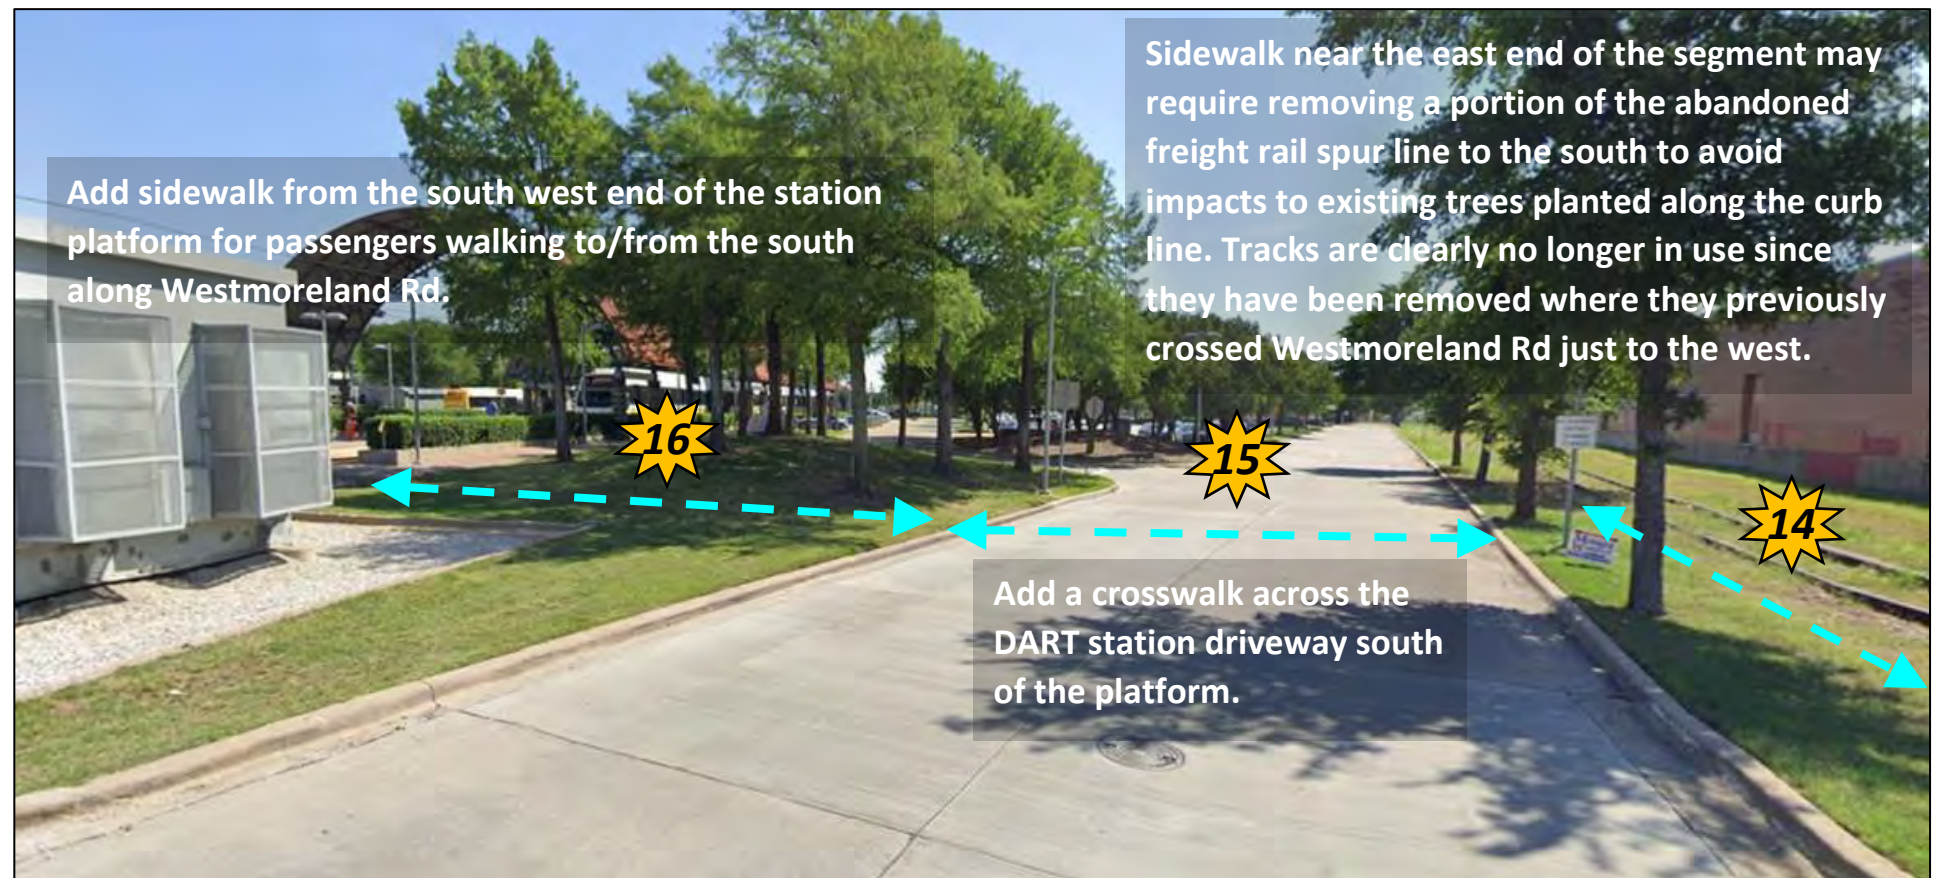 Add sidewalk from the south west end of the station
platform for passengers walking to/from the south
along Westmoreland Rd.
Sidewalk near the east end of the segment may
require removing a portion of the abandoned
freight rail spur line to the south to avoid
impacts to existing trees planted along the curb
line. Tracks are clearly no longer in use since
they have been removed where they previously
crossed Westmoreland Rd just to the west.
16
15
14
Add a crosswalk across the
DART station driveway south
of the platform.